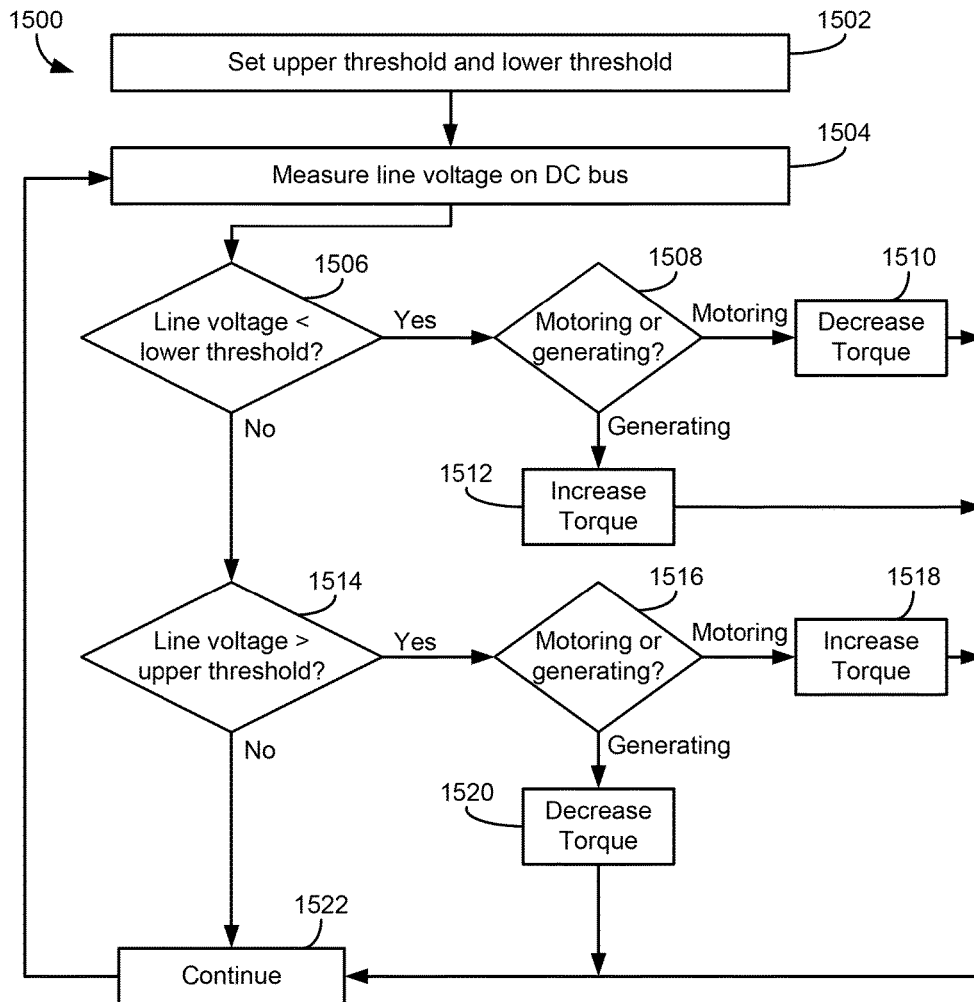 1500
1502
Set upper threshold and lower threshold
1504
Measure line voltage on DC bus
1506
Line voltage <
lower threshold?
Yes
No
1508
Motoring or
generating?
Motoring
Generating
1510
Decrease
Torque
1512
Increase
Torque
1514
Line voltage >
upper threshold?
Yes
No
1516
Motoring or
generating?
Motoring
Generating
1518
Increase
Torque
1520
Decrease
Torque
1522
Continue